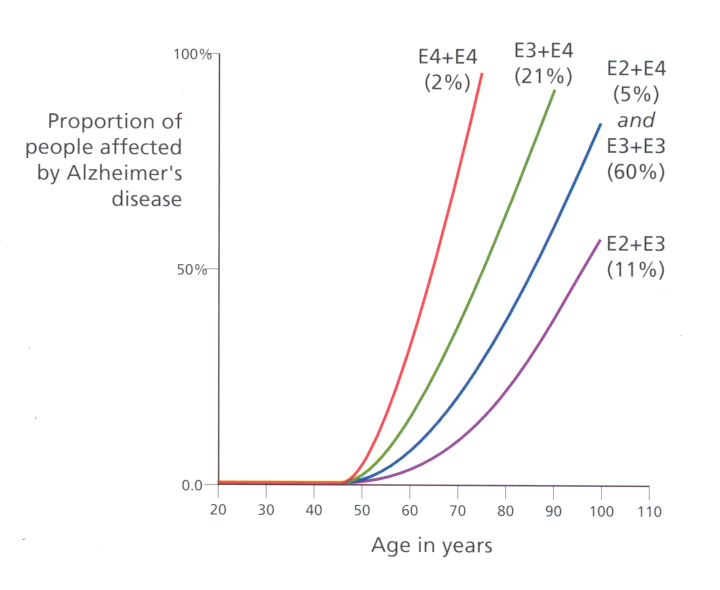 100%
E4+E4
(2%)
E3+E4
(21%)
E2+E4
(5%)
and
E3+E3
(60%)
Proportion of
people affected
by Alzheimer's
disease
50%
E2+E3
(11%)
0.0
20 30 40 50 60 70 80 90 100 110
Age in years